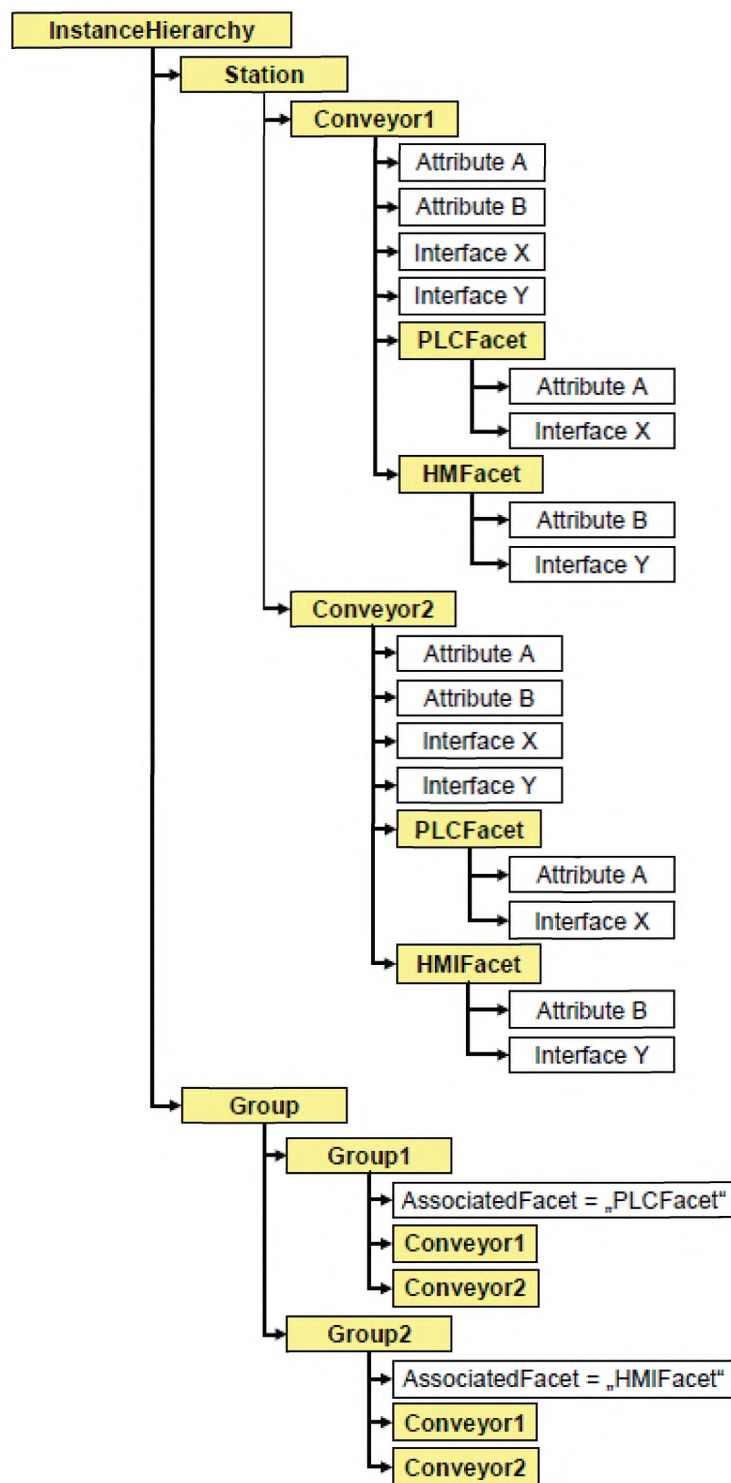 InstanceHierarchy
Station
Conveyor1
Attribute A
Attribute B
Interface X
Interface Y
PLCFacet
Attribute A
Interface X
HMFacet
Attribute B
Interface Y
Conveyor2
Attribute A
Attribute B
Interface X
Interface Y
PLCFacet
Attribute A
Interface X
HMIFacet
Attribute B
Interface Y
Group
Group1
AssociatedFacet = „PLCFacet“
Conveyor1
Conveyor2
Group2
AssociatedFacet = „HMIFacet“
Conveyor1
Conveyor2